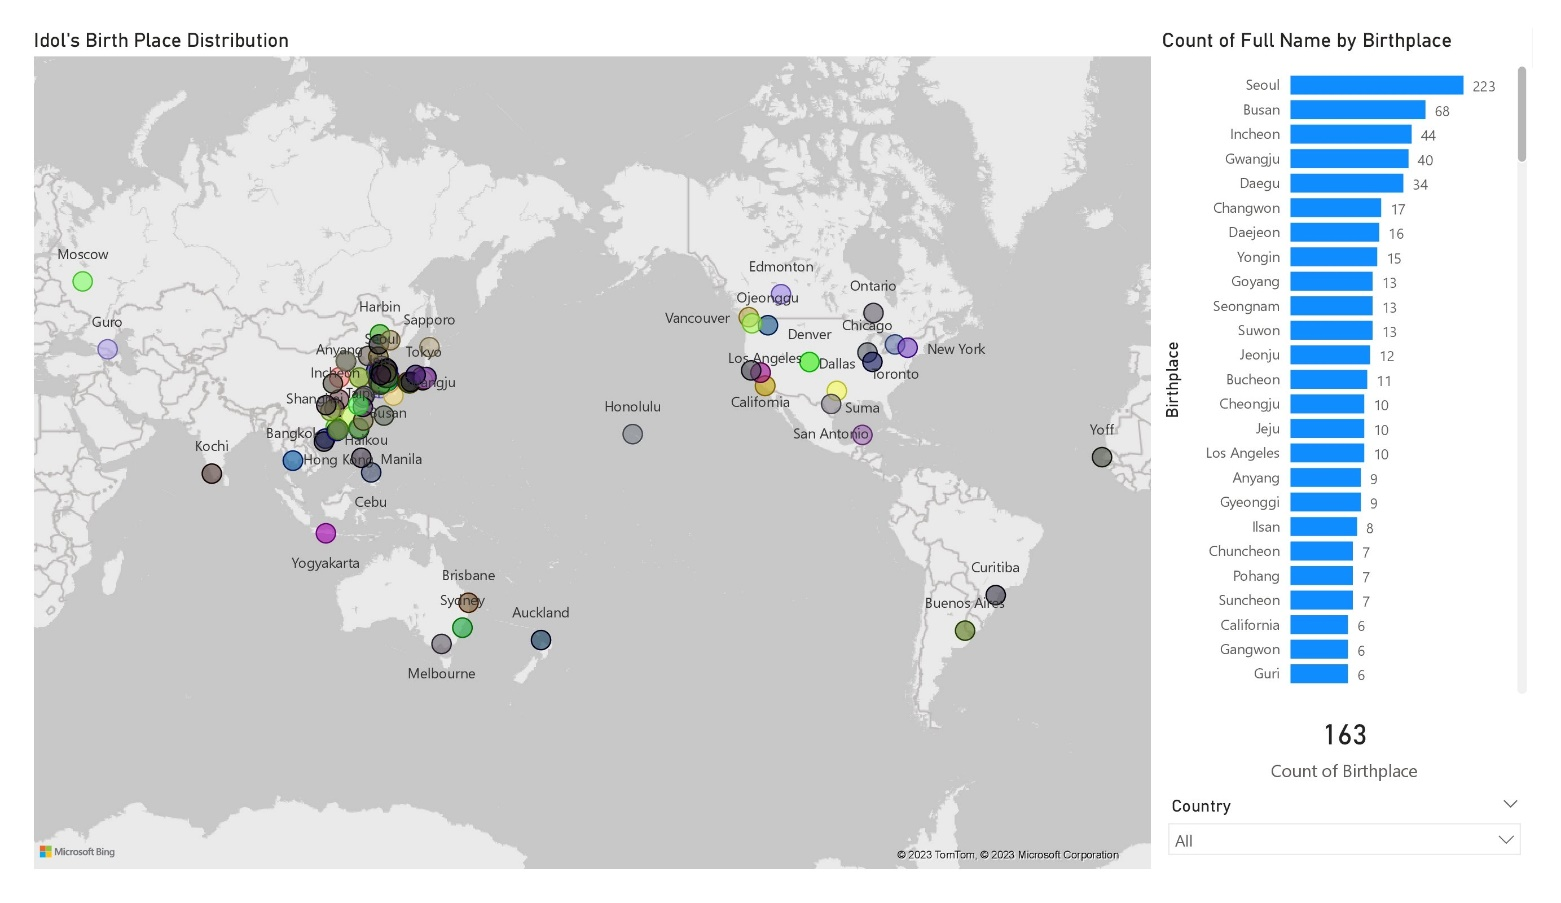 Idol's Birth Place Distribution
Moscow
Guro
Harbin
Sapporo
Seoul
Anyang
Tokyo
Incheon
Shanghai
Taipei
Busan
Bangkok
Haikou
Kochi
Hong Kong
Manila
Cebu
Yogyakarta
Brisbane
Sydney
Auckland
Melbourne
Honolulu
Edmonton
Ojeonggu
Ontario
Vancouver
Chicago
Denver
New York
Los Angeles
Dallas
Toronto
California
Suma
San Antonio
Yoff
Curitiba
Buenos Aires
Microsoft Bing
© 2023 TomTom, © 2023 Microsoft Corporation
Count of Full Name by Birthplace
Birthplace
Seoul 223
Busan 68
Incheon 44
Gwangju 40
Daegu 34
Changwon 17
Daejeon 16
Yongin 15
Goyang 13
Seongnam 13
Suwon 13
Jeonju 12
Bucheon 11
Cheongju 10
Jeju 10
Los Angeles 10
Anyang 9
Gyeonggi 9
Ilsan 8
Chuncheon 7
Pohang 7
Suncheon 7
California 6
Gangwon 6
Guri 6
163
Count of Birthplace
Country
All